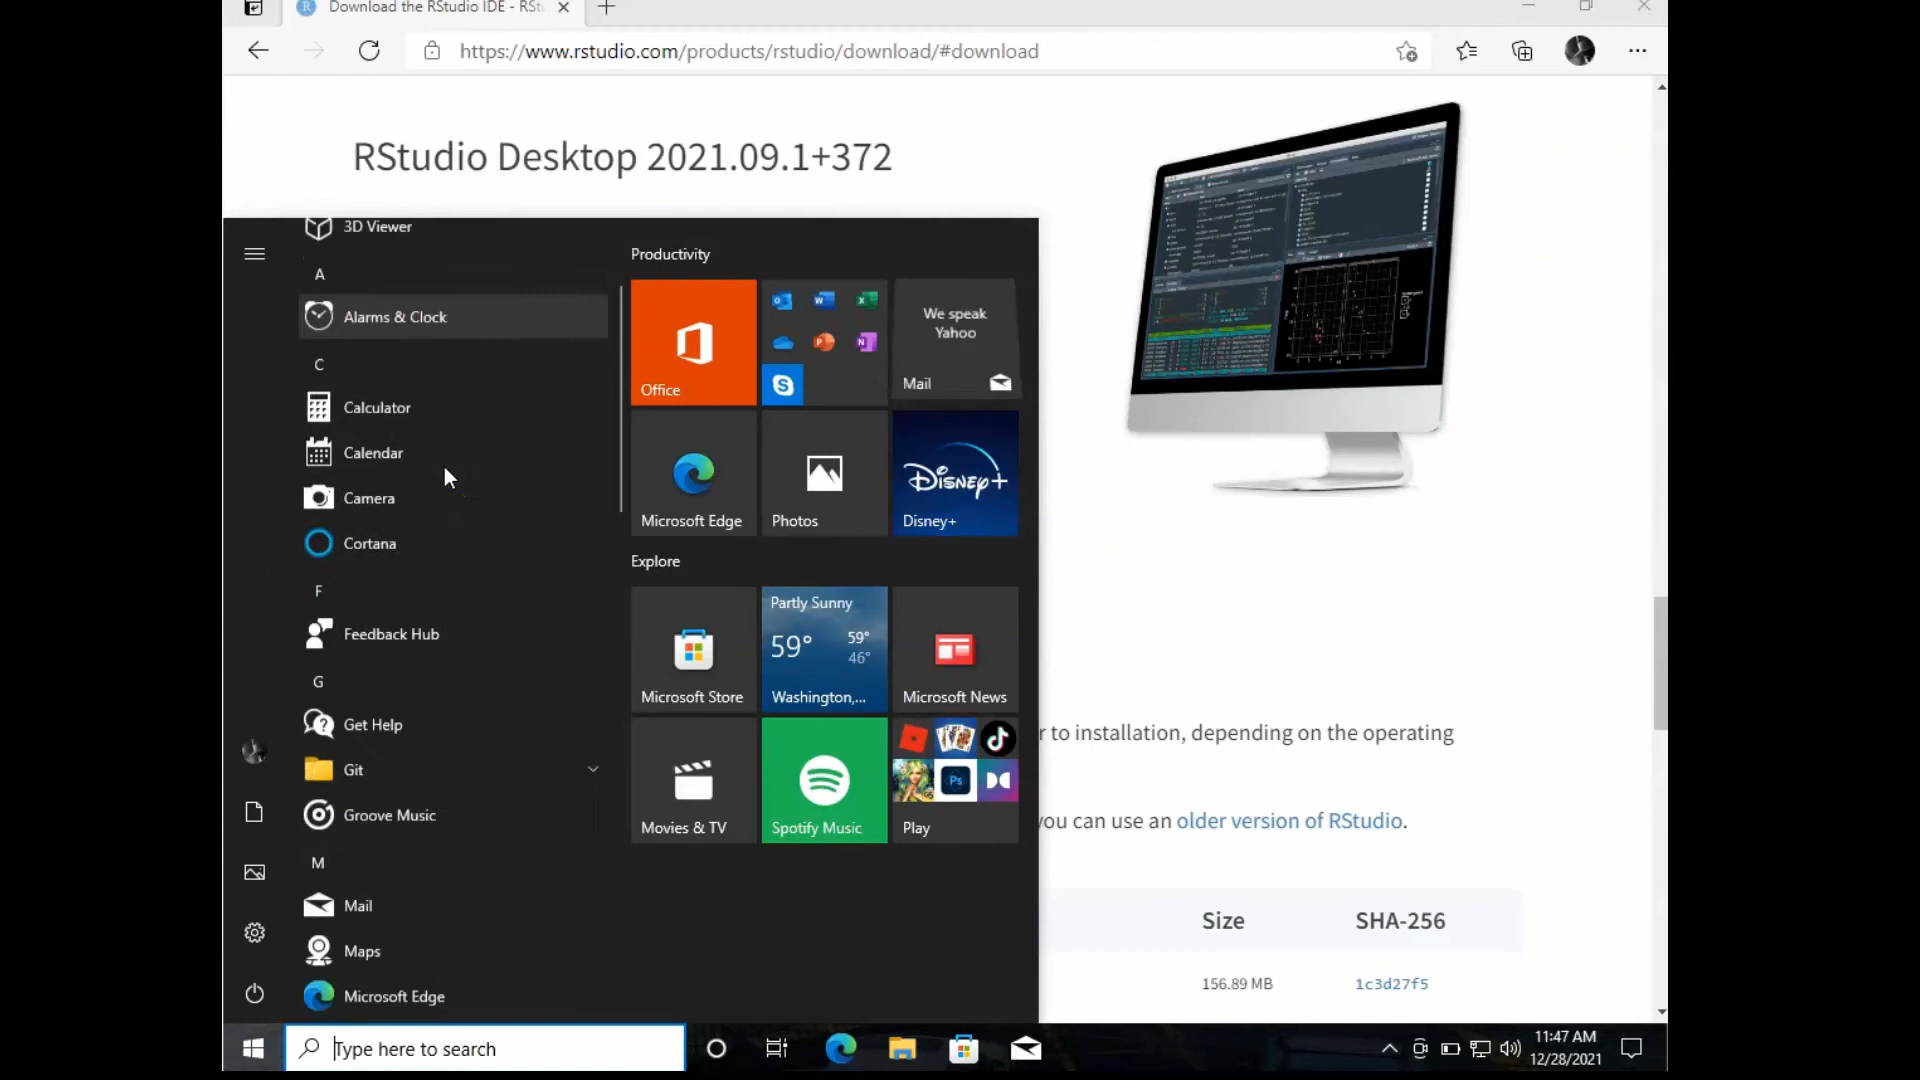 Download the RStudio IDE - RSt
https://www.rstudio.com/products/rstudio/download/#download
RStudio Desktop 2021.09.1+372
3D Viewer
A
Alarms & Clock
C
Calculator
Calendar
Camera
Cortana
F
Feedback Hub
G
Get Help
Git
Groove Music
M
Mail
Maps
Microsoft Edge
Productivity
Office
We speak
Yahoo
Mail
Microsoft Edge
Photos
Disney+
Disney+
Explore
Microsoft Store
Partly Sunny
59°
59°
46°
Washington,...
Microsoft News
Movies & TV
Spotify Music
Ps
Play
r to installation, depending on the operating
you can use an older version of RStudio.
Size SHA-256
156.89 MB 1c3d27f5
Type here to search
11:47 AM
12/28/2021